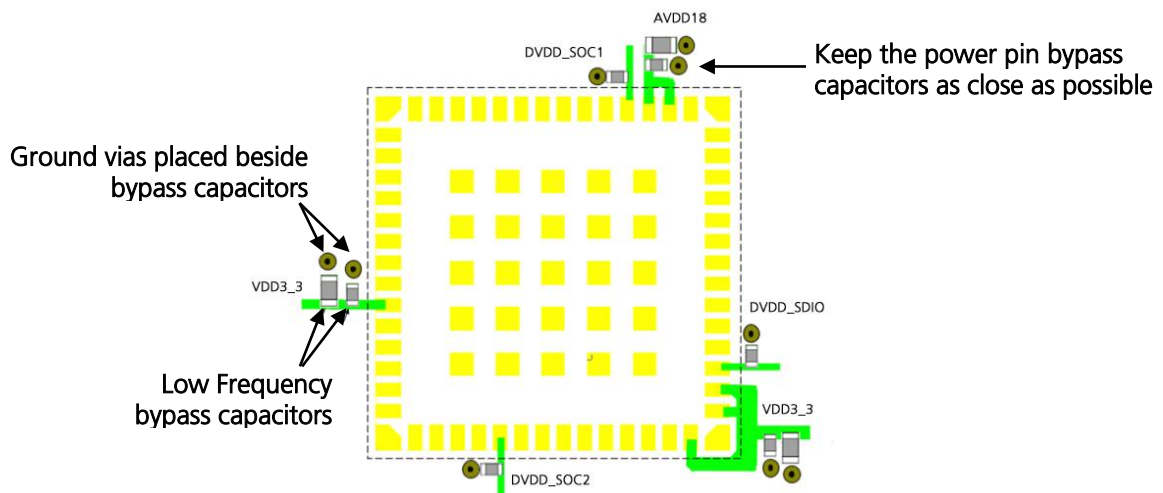 AVDD18
DVDD_SOC1
Keep the power pin bypass
capacitors as close as possible
Ground vias placed beside
bypass capacitors
VDD3_3
DVDD_SDIO
Low Frequency
bypass capacitors
VDD3_3
DVDD_SOC2